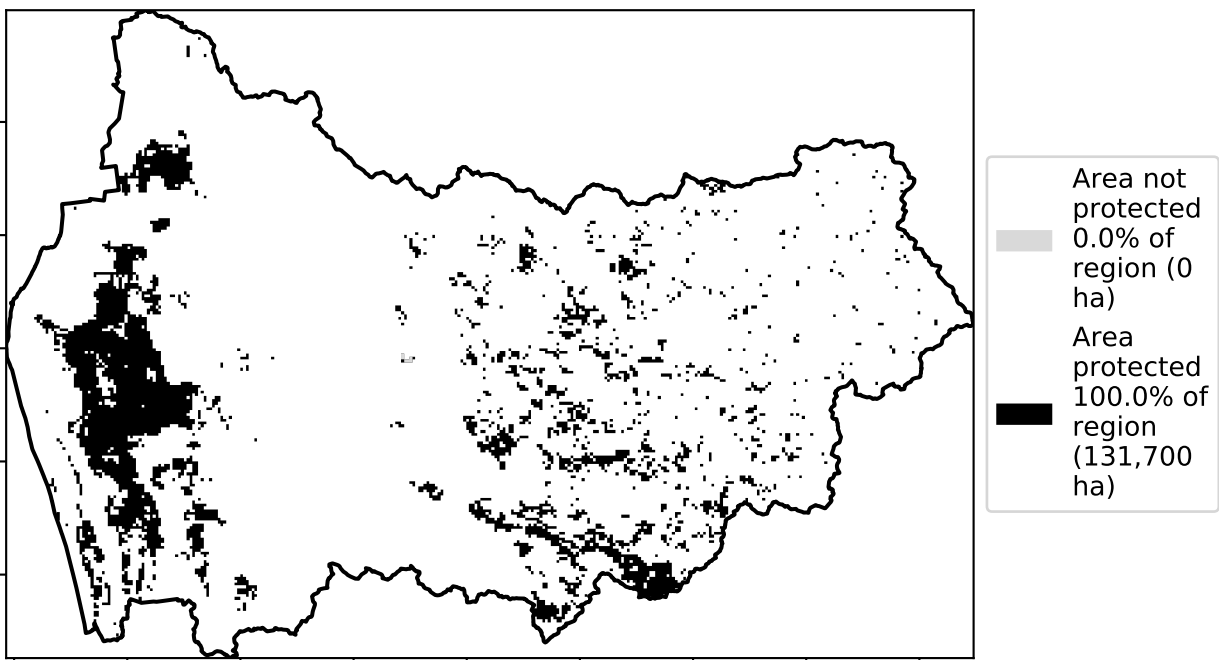 Area not
protected
0.0% of
region (0
ha)
Area
protected
100.0% of
region
(131,700
ha)